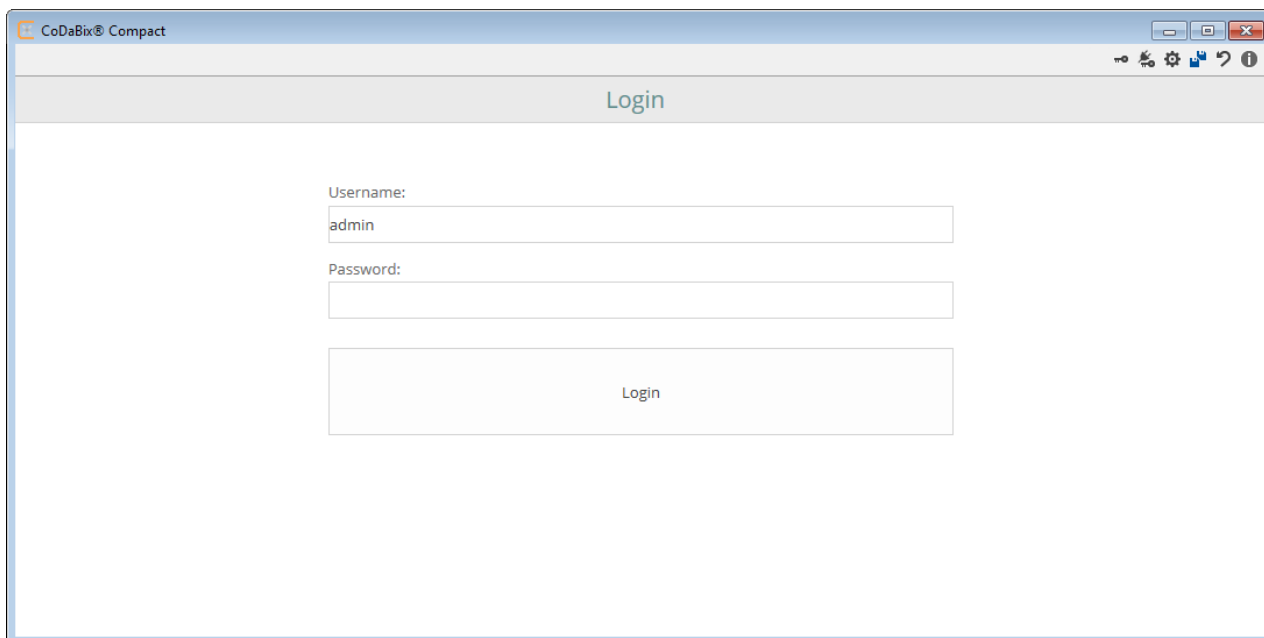 CoDaBix® Compact
Login
Username:
admin
Password:
Login